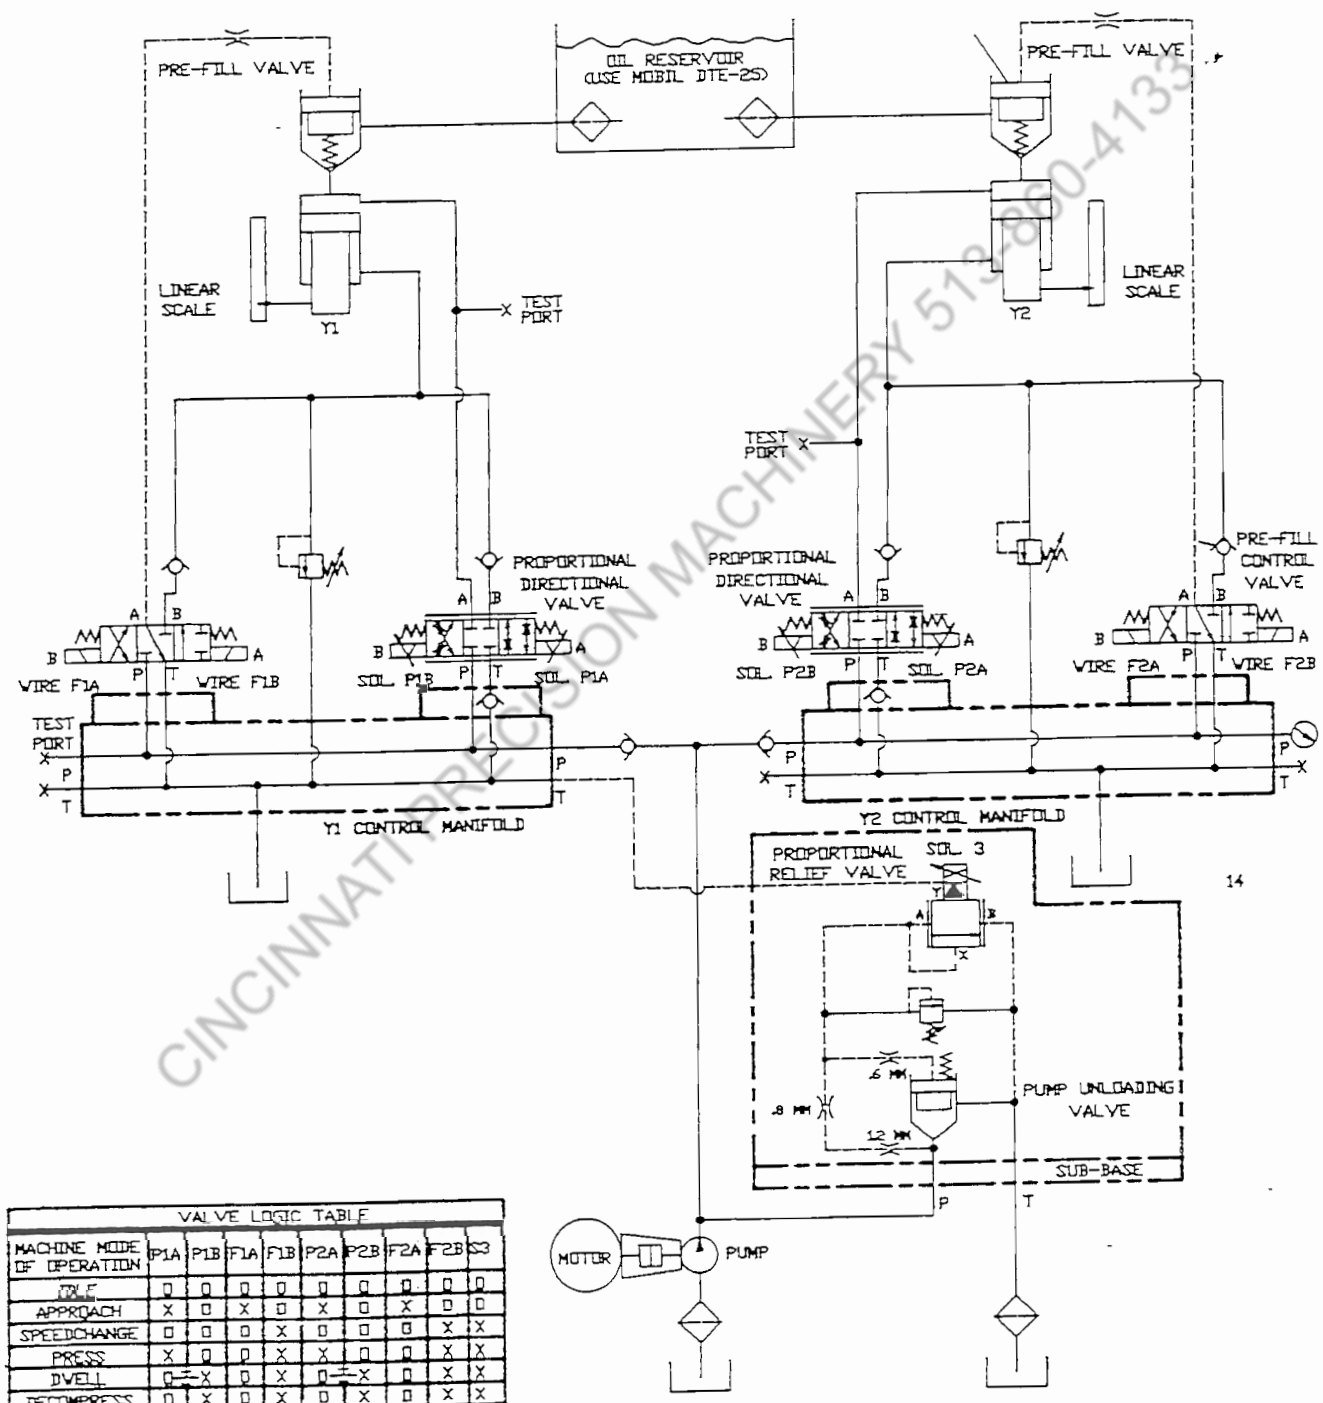 PRE-FILL VALVE
OIL RESERVOIR
(USE MOBIL DTE-25)
PRE-FILL VALVE
LINEAR
SCALE
Y1
X TEST
PORT
Y2
LINEAR
SCALE
TEST
PORT X
PROPORTIONAL
DIRECTIONAL
VALVE
PROPORTIONAL
DIRECTIONAL
VALVE
PRE-FILL
CONTROL
VALVE
A B
A B
A B
A B
B A
B A
B A
B A
P T
P T
P T
P T
WIRE F1A
WIRE F1B
SOL P1B
SOL P1A
SOL P2B
SOL P2A
WIRE F2A
WIRE F2B
TEST
PORT
X
P
X
T
P
T
P
X
T
P
T
X
Y1 CONTROL MANIFOLD
Y2 CONTROL MANIFOLD
PROPORTIONAL
RELIEF VALVE
SOL 3
14
Y
A B
X
.6 MM
.8 MM
1.2 MM
PUMP UNLOADING
VALVE
SUB-BASE
P T
MOTOR
PUMP
VALVE LOGIC TABLE
MACHINE MODE
OF OPERATION P1A P1B F1A F1B P2A P2B F2A F2B S3
IDLE O O O O O O O O O
APPROACH X O X O X O X O O
SPEEDCHANGE O O O X O O O X X
PRESS X O O X X O O X X
DWELL O X O X O X O X X
DECOMPRESS O X O X O X O X X
CINCINNATI PRECISION MACHINERY 513-860-4133